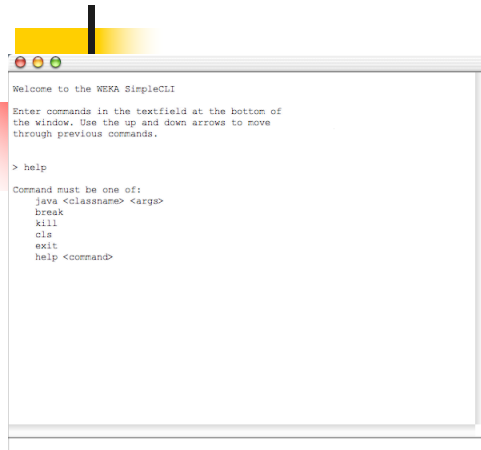 Welcome to the WEKA SimpleCLI
Enter commands in the textfield at the bottom of
the window. Use the up and down arrows to move
through previous commands.
> help
Command must be one of:
java <classname> <args>
break
kill
cls
exit
help <command>